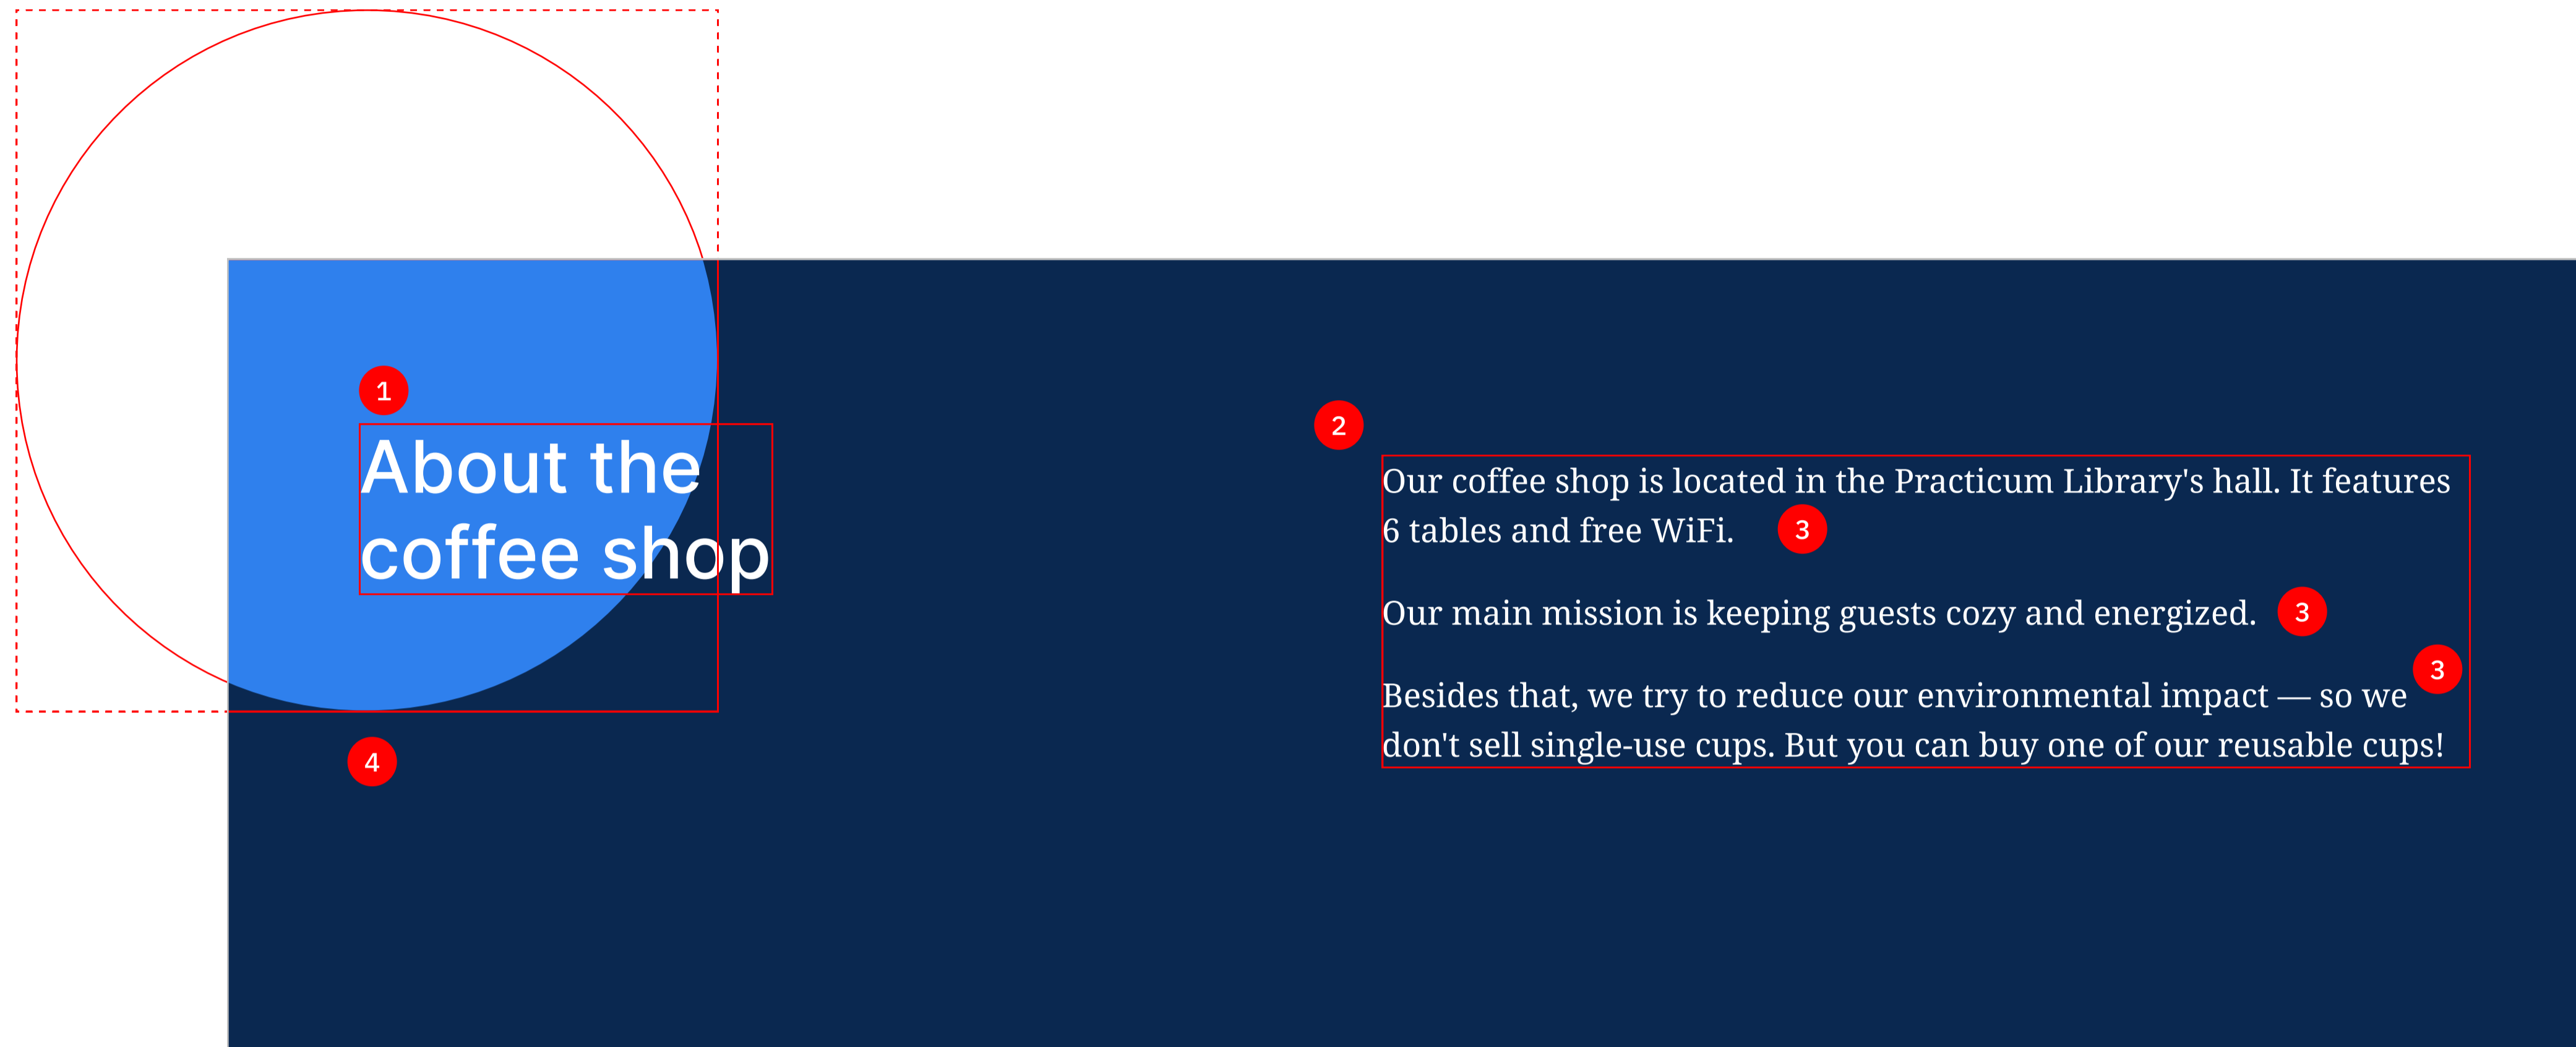 1
About the
coffee shop
4
2
Our coffee shop is located in the Practicum Library's hall. It features
6 tables and free WiFi. 3
Our main mission is keeping guests cozy and energized. 3
3
Besides that, we try to reduce our environmental impact — so we
don't sell single-use cups. But you can buy one of our reusable cups!